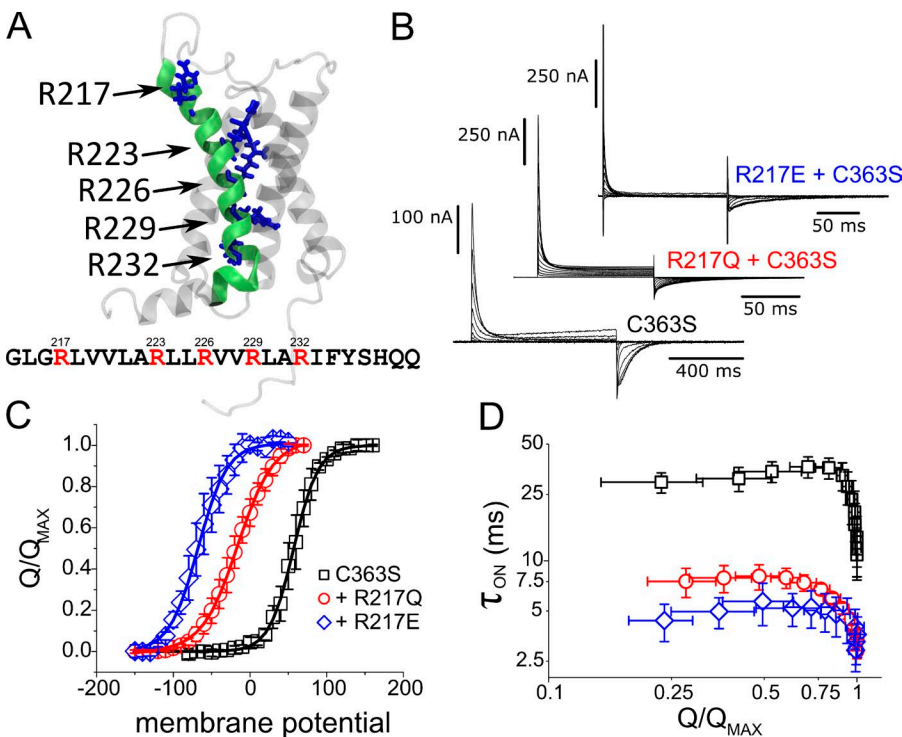 A
R217
R223
R226
R229
R232
217 223 226 229 232
GLGRLVVLARLLLRVVRLARIFYSHQQ
B
250 nA
R217E + C363S
50 ms
250 nA
R217Q + C363S
50 ms
100 nA
C363S
400 ms
C
1.0
0.8
0.6
0.4
0.2
0.0
Q/QMAX
C363S
+ R217Q
+ R217E
-200 -100 0 100 200
membrane potential
D
50
25
10
7.5
5
2.5
τON (ms)
0.1 0.25 0.5 0.75 1
Q/QMAX